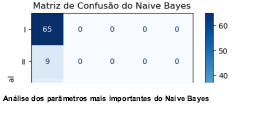 Matriz de Confusão do Naive Bayes
I 65 0 0 0 0 60
II 9 0 0 0 0
40
al
Análise dos parâmetros mais importantes do Naive Bayes